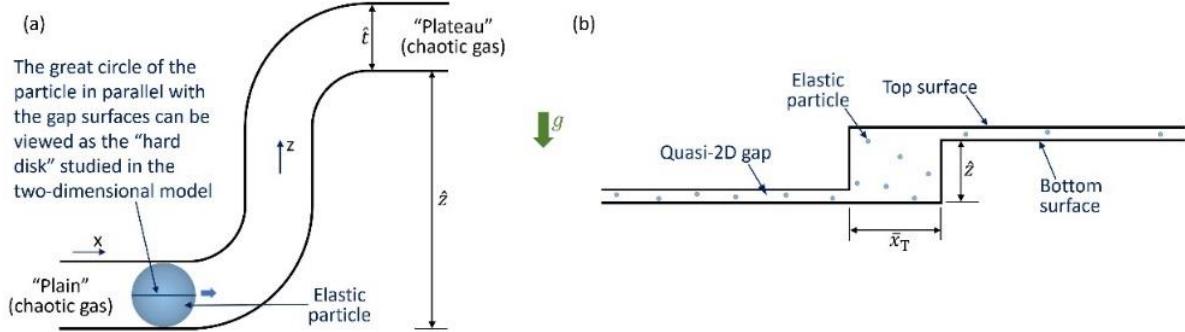 (a)
"Plateau"
(chaotic gas)
t̂
The great circle of the
particle in parallel with
the gap surfaces can be
viewed as the "hard
disk" studied in the
two-dimensional model
z
ẑ
x
"Plain"
(chaotic gas)
Elastic
particle
(b)
g
Elastic
particle
Top surface
Quasi-2D gap
ẑ
Bottom
surface
x̄T